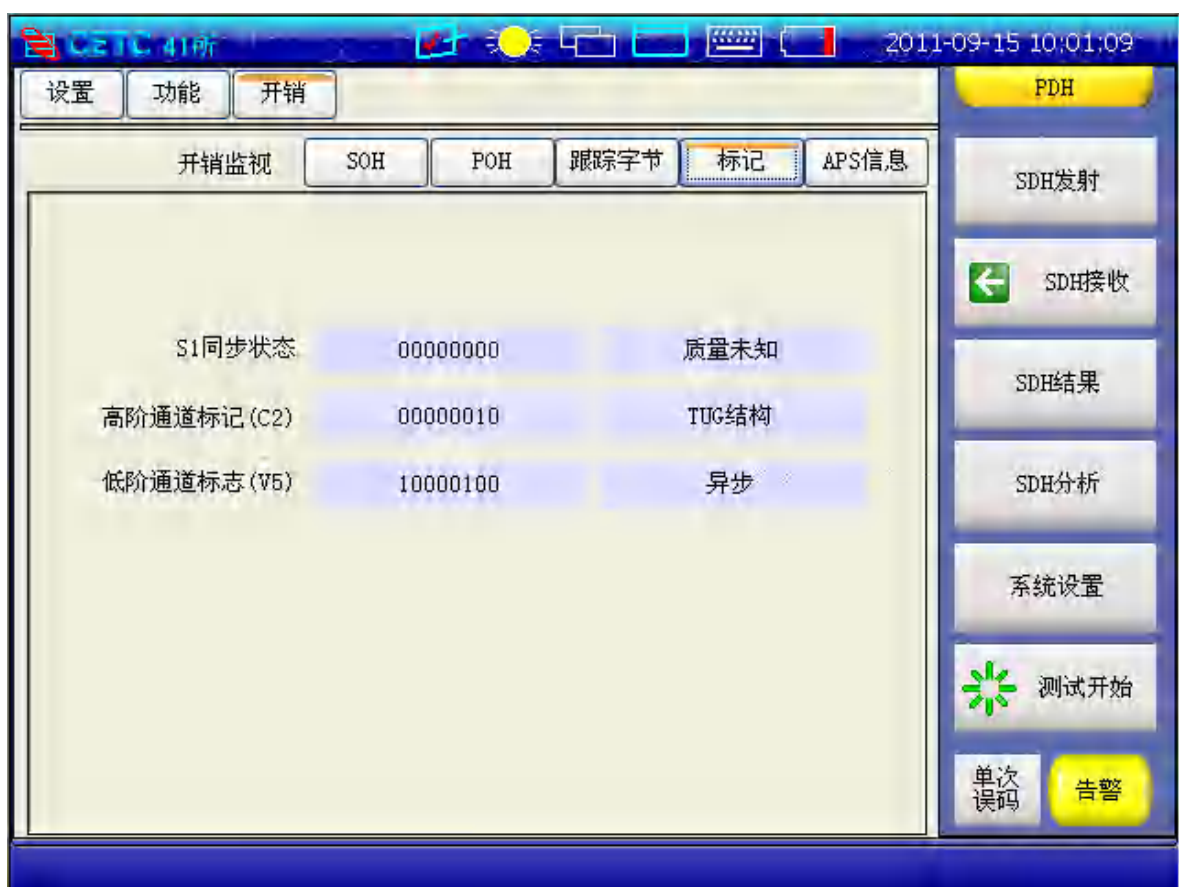 CETC 41所 2011-09-15 10:01:09
设置 功能 开销 PDH
开销监视 SOH POH 跟踪字节 标记 APS信息
SDH发射
SDH接收
S1同步状态 00000000 质量未知
SDH结果
高阶通道标记(C2) 00000010 TUG结构
低阶通道标志(V5) 10000100 异步
SDH分析
系统设置
测试开始
单次
误码
告警